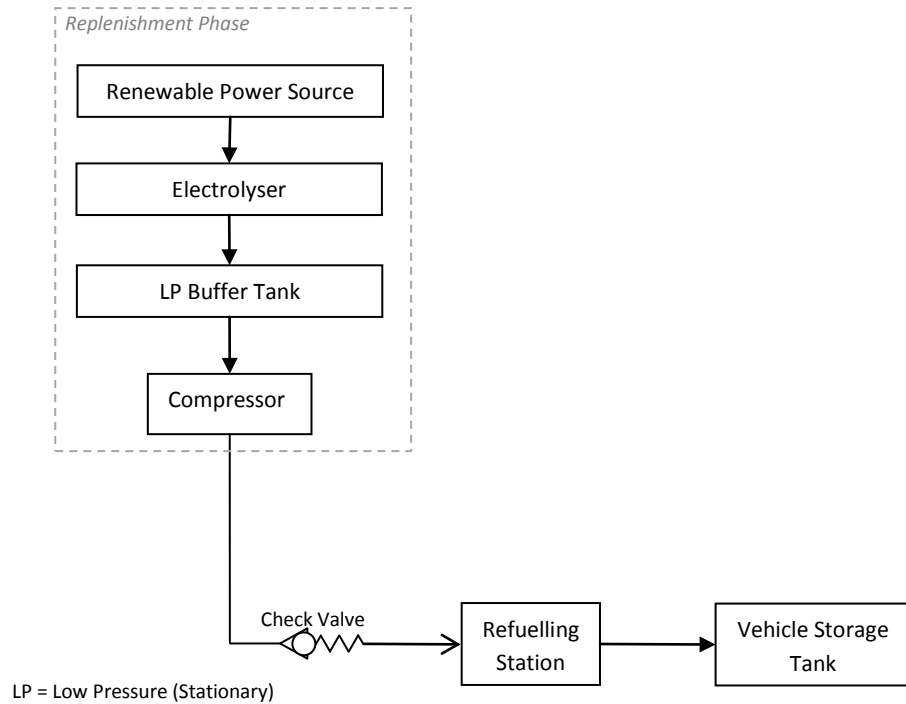 Replenishment Phase
Renewable Power Source
Electrolyser
LP Buffer Tank
Compressor
Check Valve
Refuelling
Station
Vehicle Storage
Tank
LP = Low Pressure (Stationary)